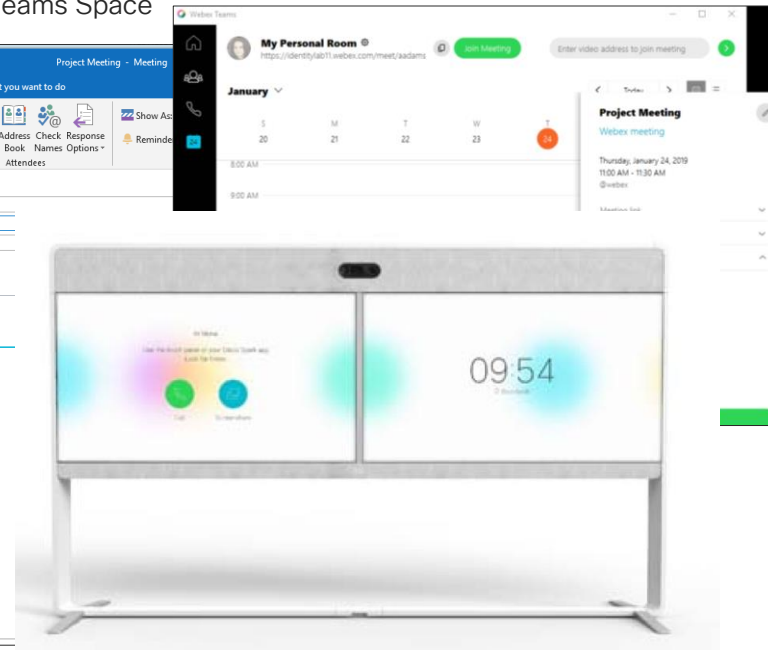 eams Space
Project Meeting - Meeting
t you want to do
Address Book
Check Names
Response Options
Show As:
Reminde
Attendees
Webex Teams
My Personal Room
https://identitylab11.webex.com/meet/aadams
Join Meeting
Enter video address to join meeting
January
Today
S M T W T
20 21 22 23 24
24
8:00 AM
9:00 AM
Project Meeting
Webex meeting
Thursday, January 24, 2019
11:00 AM - 11:30 AM
@webex
Meeting link
09:54
Call